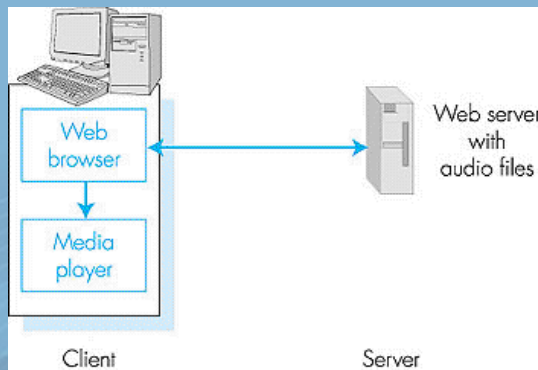 Web
browser
Media
player
Web server
with
audio files
Client
Server